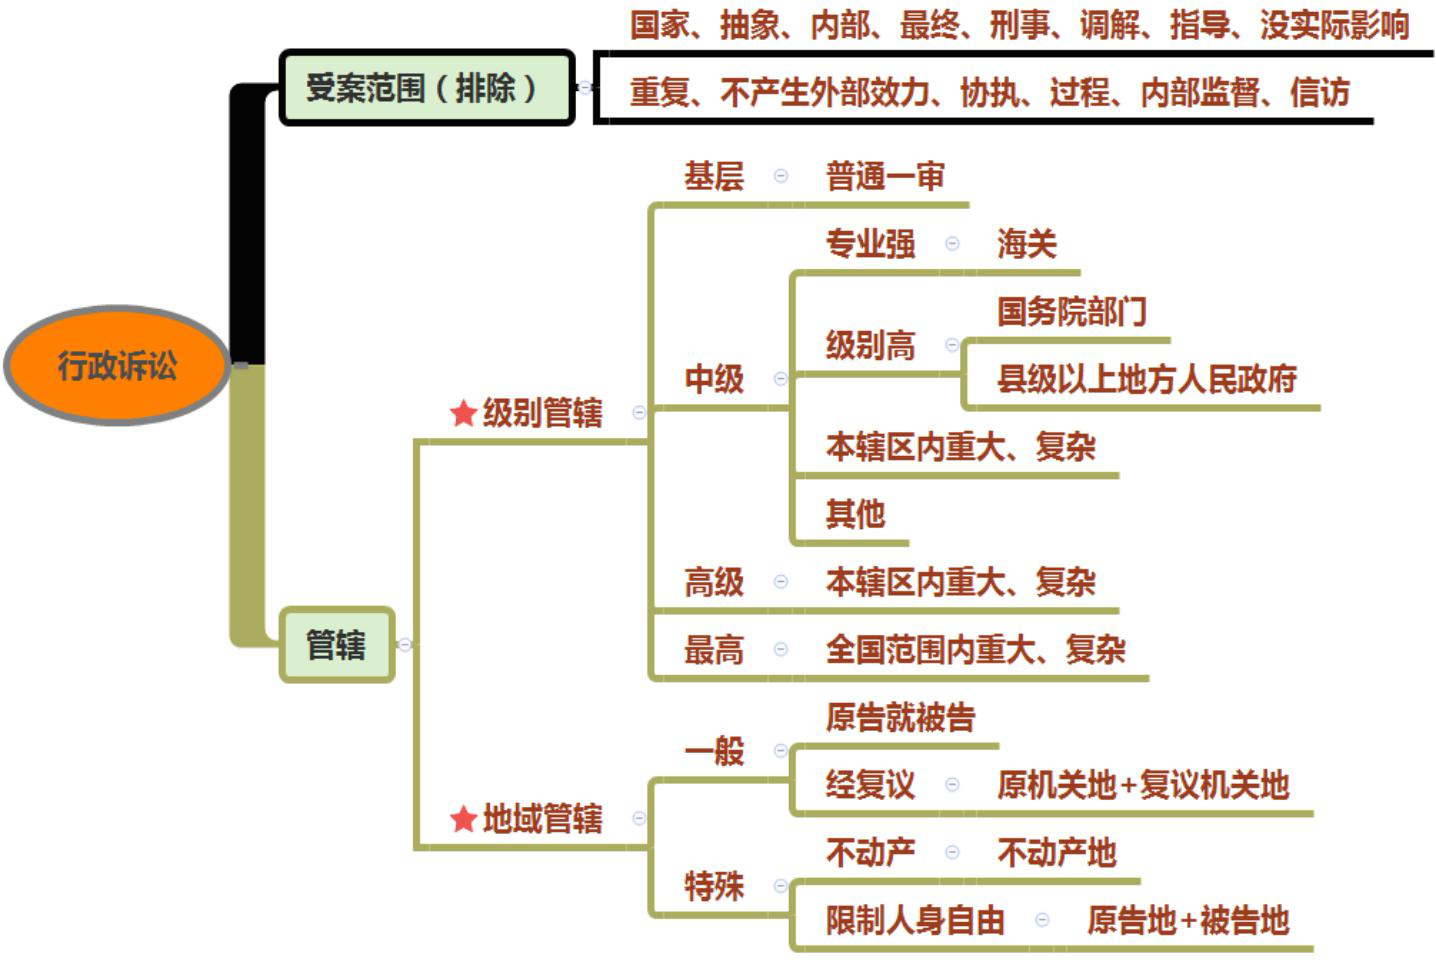 国家、抽象、内部、最终、刑事、调解、指导、没实际影响
受案范围（排除）
重复、不产生外部效力、协执、过程、内部监督、信访
基层
普通一审
专业强
海关
国务院部门
级别高
县级以上地方人民政府
中级
行政诉讼
级别管辖
本辖区内重大、复杂
其他
高级
本辖区内重大、复杂
管辖
最高
全国范围内重大、复杂
原告就被告
一般
经复议
原机关地+复议机关地
地域管辖
不动产
不动产地
特殊
限制人身自由
原告地+被告地